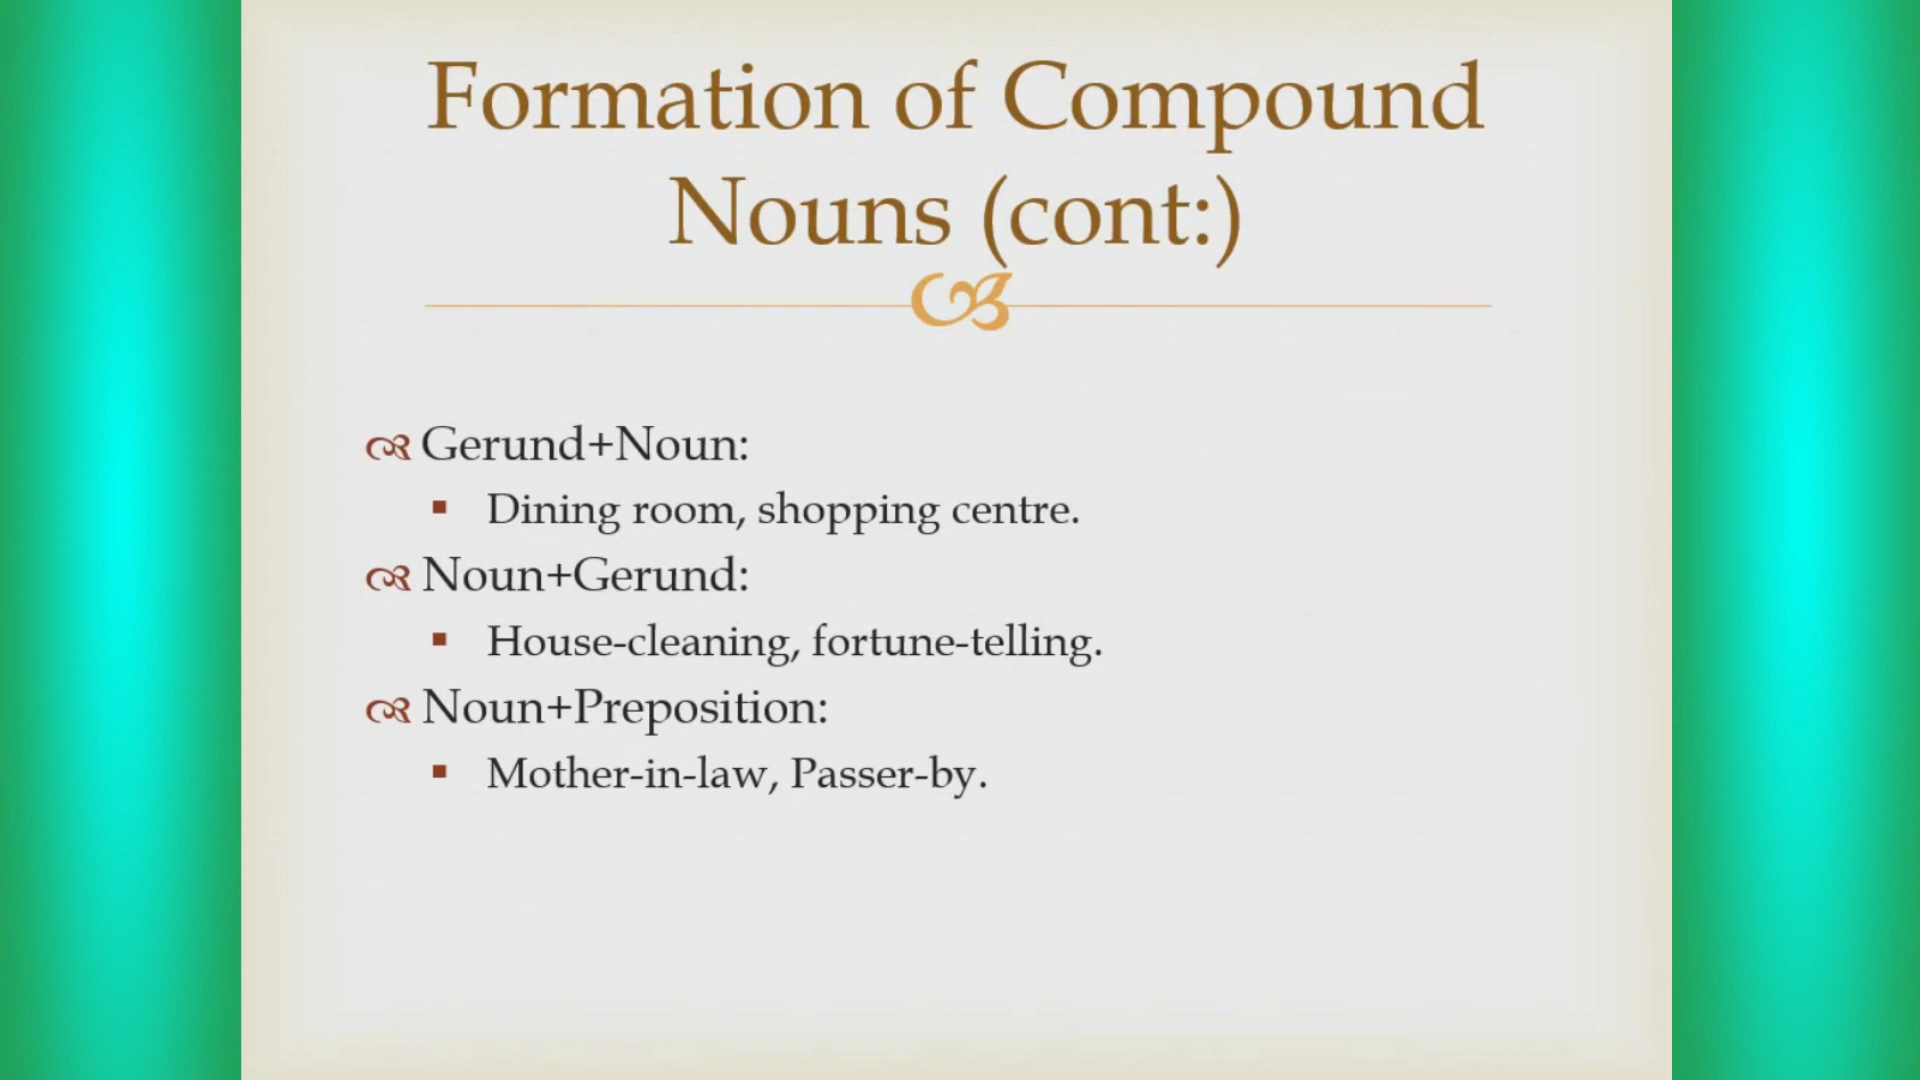 Formation of Compound
Nouns (cont:)
Gerund+Noun:
Dining room, shopping centre.
Noun+Gerund:
House-cleaning, fortune-telling.
Noun+Preposition:
Mother-in-law, Passer-by.